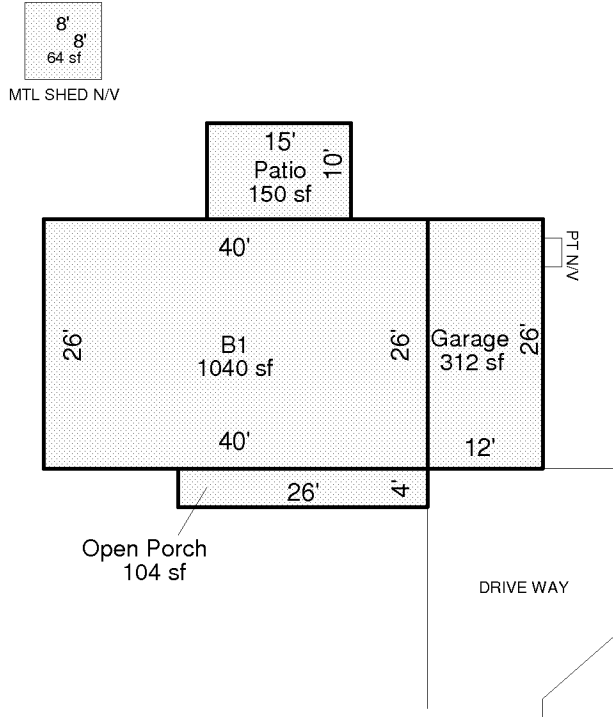 8'
8'
64 sf
MTL SHED N/V
15'
10'
Patio
150 sf
40'
PT N/V
26'
B1
1040 sf
26'
Garage
312 sf
26'
40'
12'
26'
4'
Open Porch
104 sf
DRIVE WAY